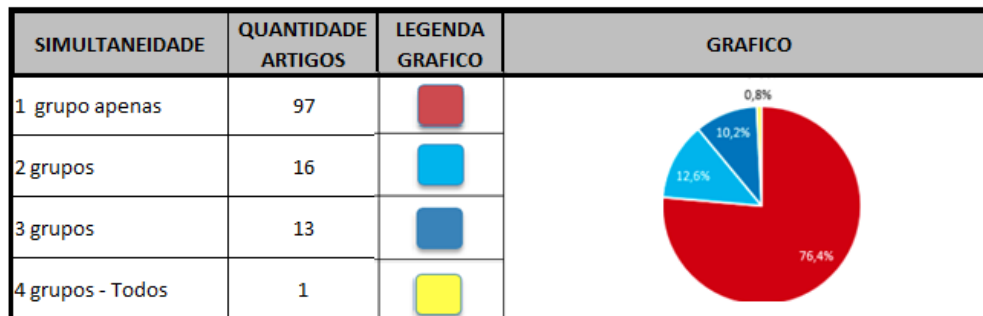 SIMULTANEIDADE
QUANTIDADE
ARTIGOS
LEGENDA
GRAFICO
GRAFICO
1 grupo apenas
97
2 grupos
16
3 grupos
13
4 grupos - Todos
1
0,8%
10,2%
12,6%
76,4%